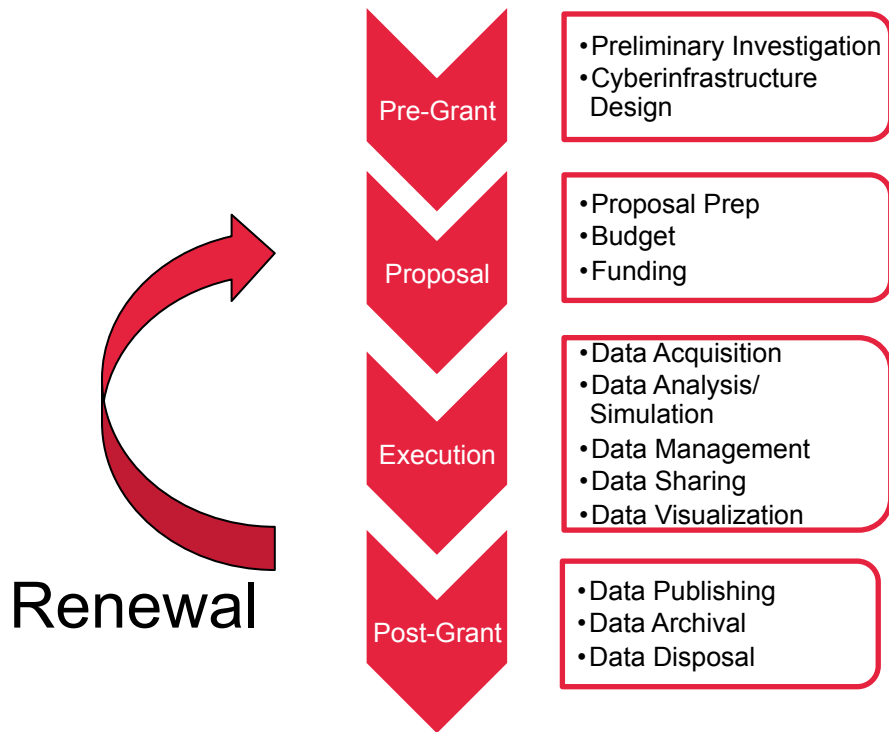 Pre-Grant
•Preliminary Investigation
•Cyberinfrastructure
Design
Proposal
•Proposal Prep
•Budget
•Funding
Execution
•Data Acquisition
•Data Analysis/
Simulation
•Data Management
•Data Sharing
•Data Visualization
Renewal
Post-Grant
•Data Publishing
•Data Archival
•Data Disposal